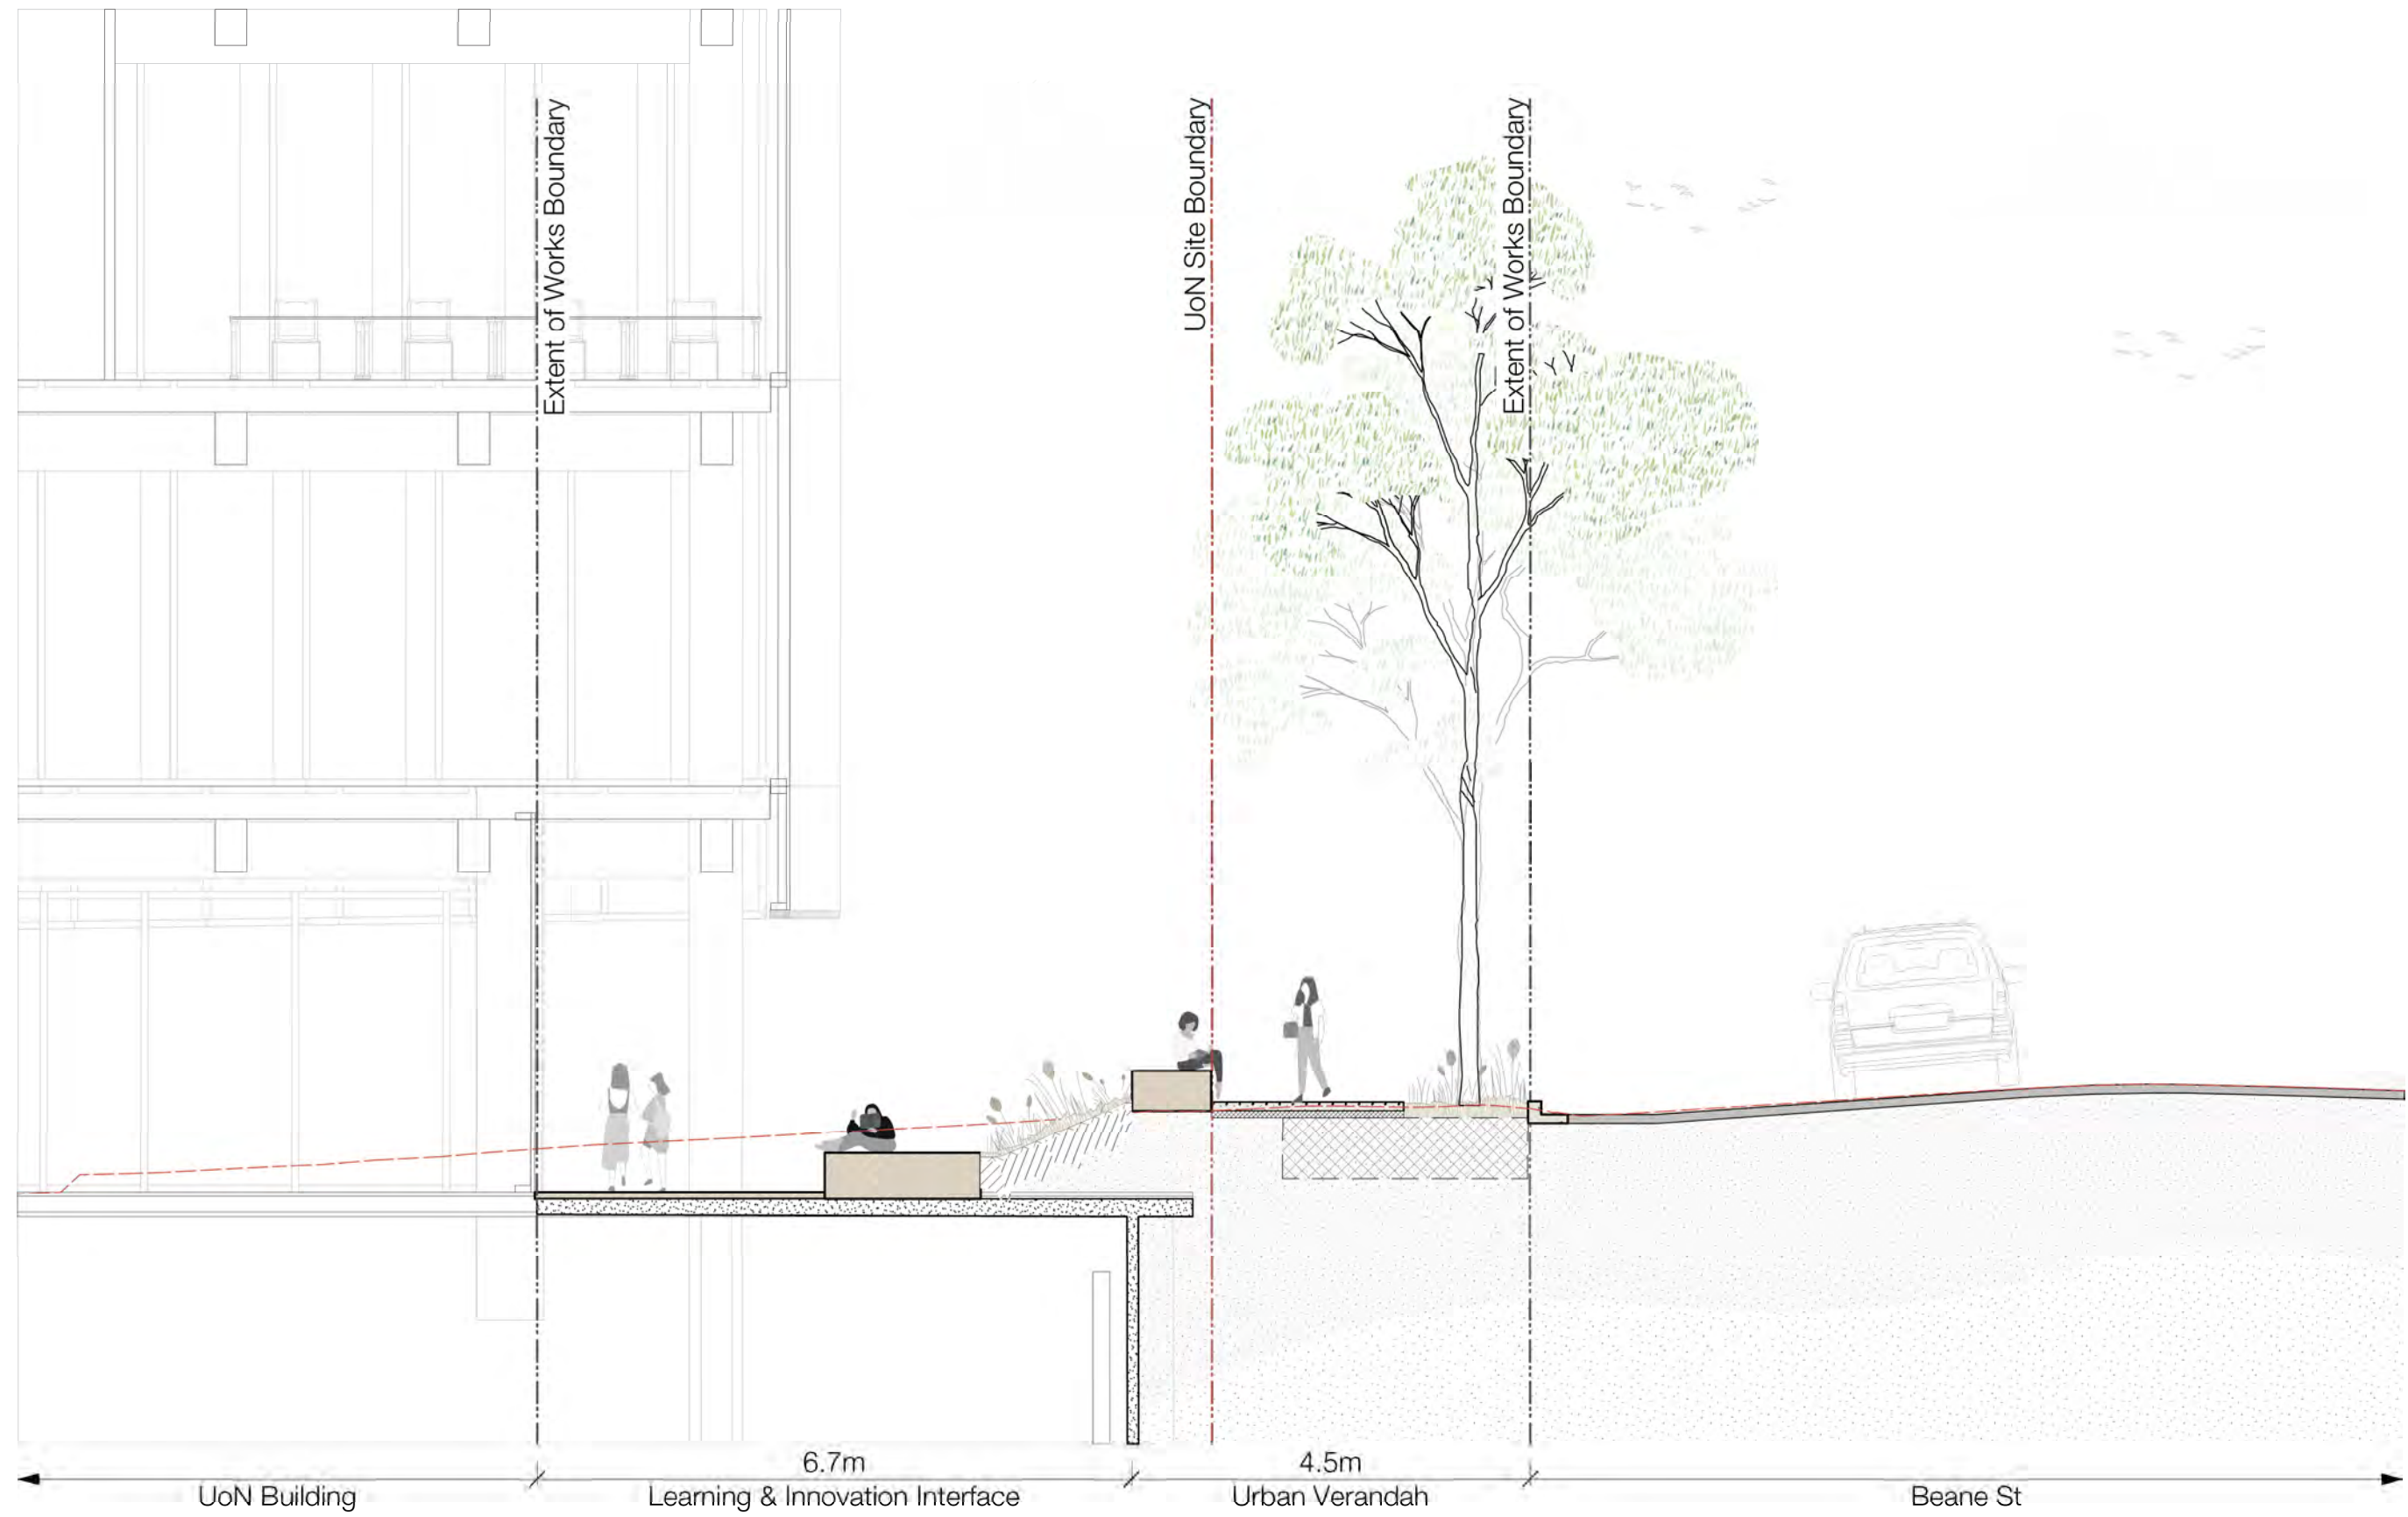 Extent of Works Boundary
UoN Site Boundary
Extent of Works Boundary
6.7m
4.5m
UoN Building
Learning & Innovation Interface
Urban Verandah
Beane St